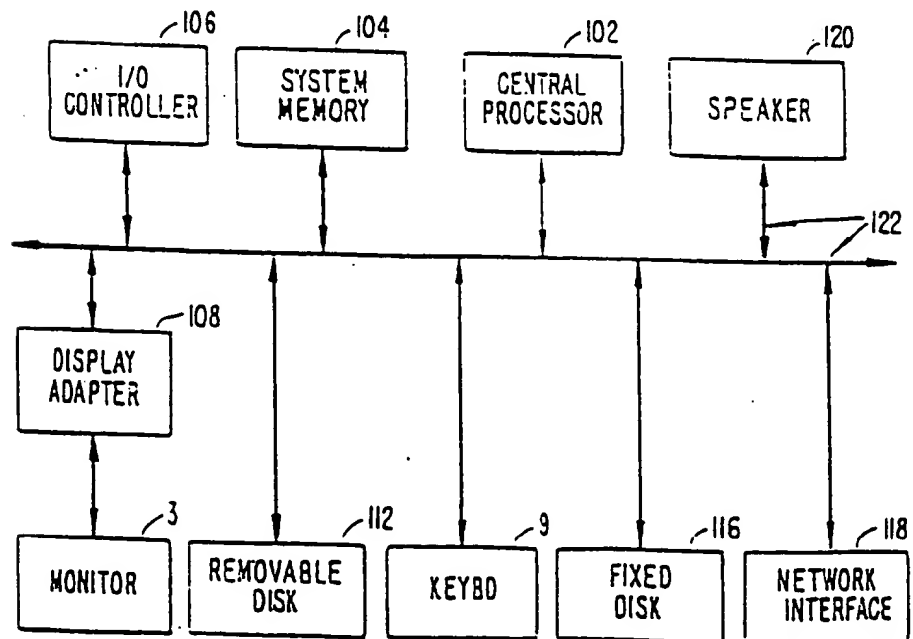 106
104
102
120
I/O
CONTROLLER
SYSTEM
MEMORY
CENTRAL
PROCESSOR
SPEAKER
122
108
DISPLAY
ADAPTER
3
112
9
116
118
MONITOR
REMOVABLE
DISK
KEYBD
FIXED
DISK
NETWORK
INTERFACE